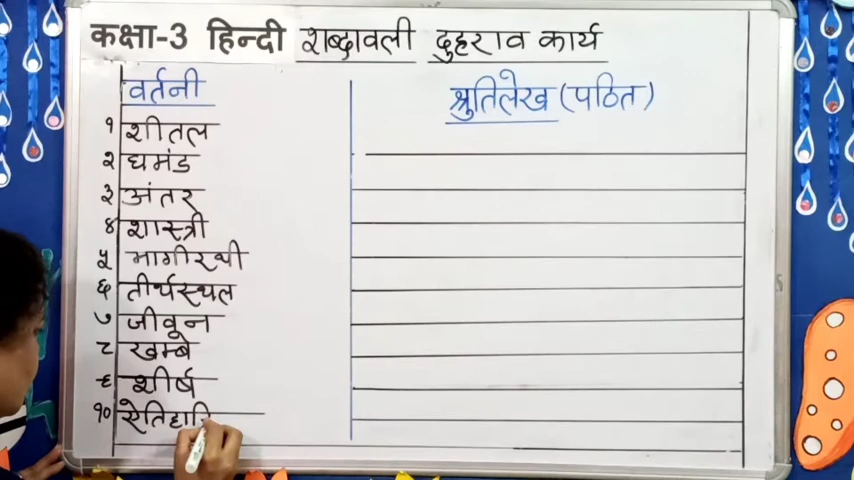 कक्षा-3 हिन्दी शब्दावली दुहराव कार्य
वर्तनी
१ शीतल
२ घमंड
३ अंतर
४ शास्त्री
५ भागीरथी
६ तीर्थस्थल
७
८ खम्बे
९ शीर्ष
१० ऐतिहासि
श्रुतिलेख (पठित)